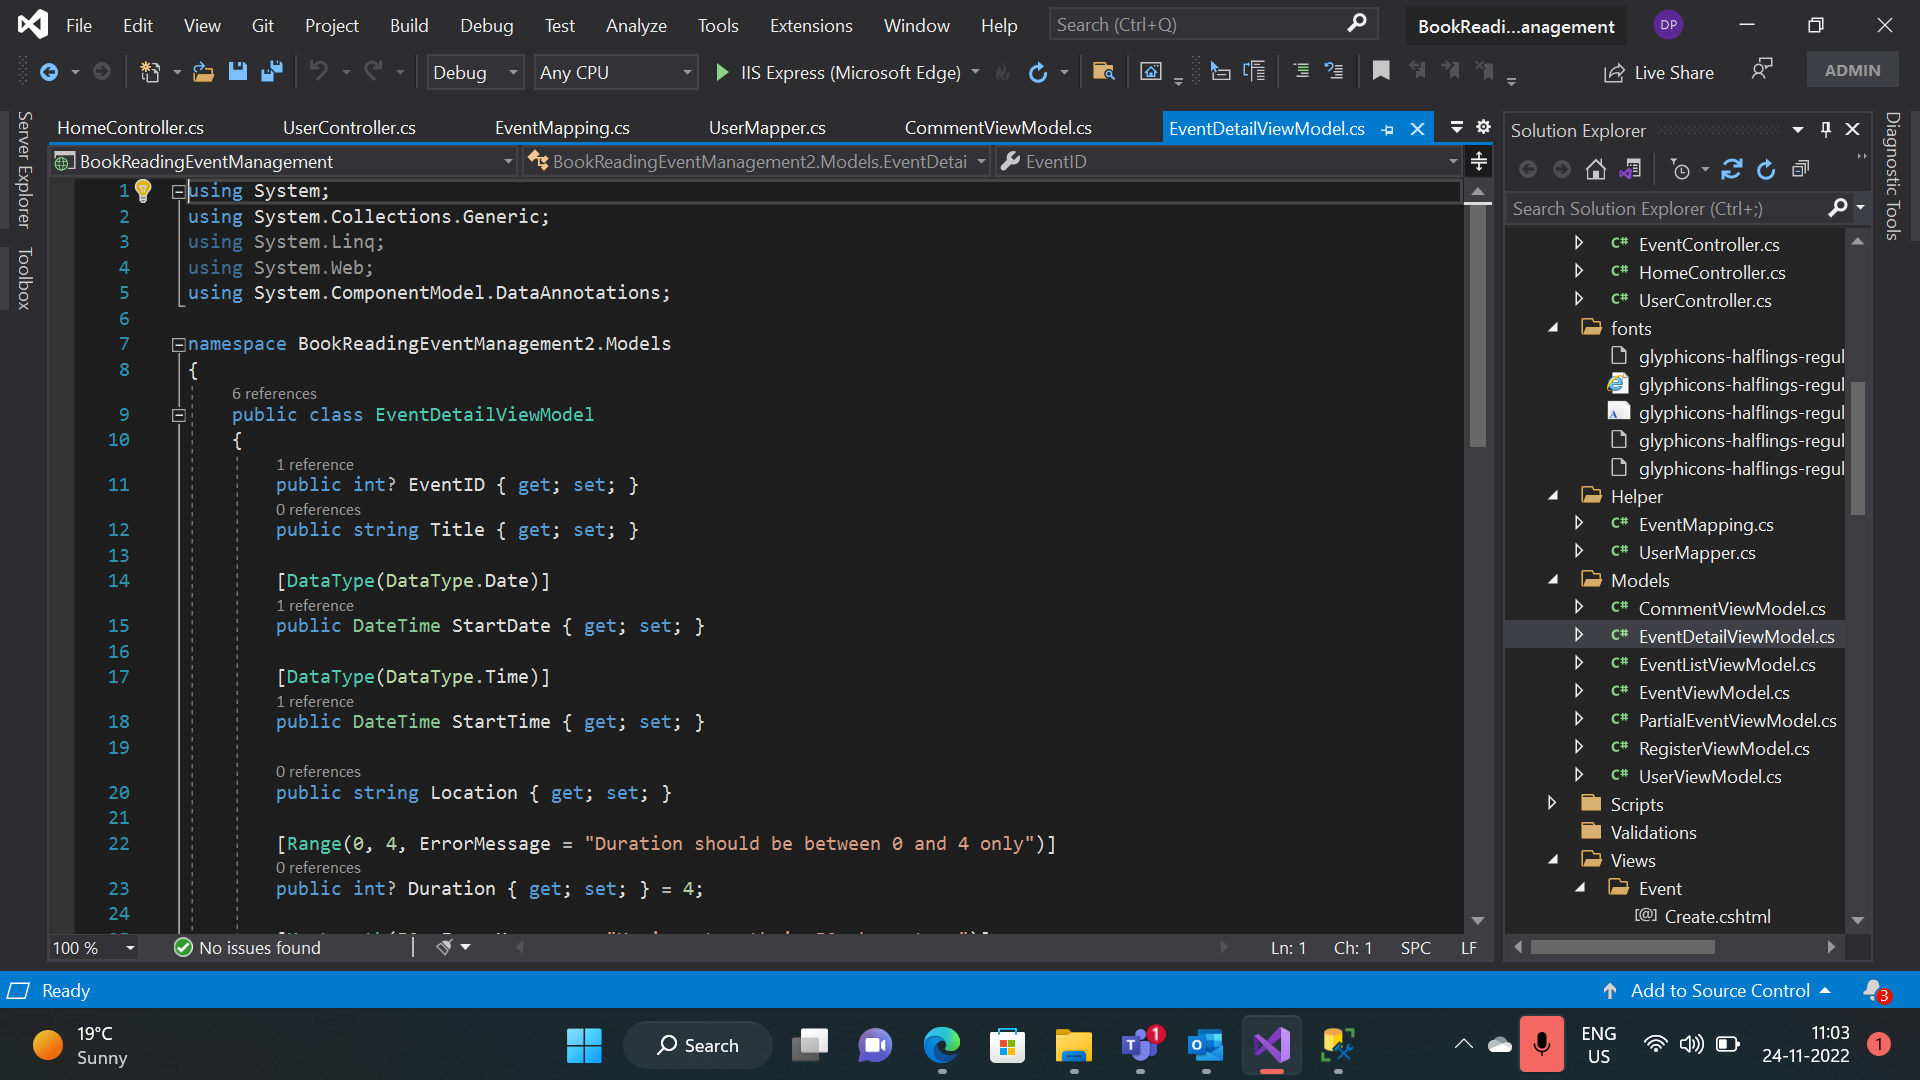 File Edit View Git Project Build Debug Test Analyze Tools Extensions Window Help Search (Ctrl+Q) BookReadi...anagement DP
Debug Any CPU IIS Express (Microsoft Edge) Live Share ADMIN
HomeController.cs UserController.cs EventMapping.cs UserMapper.cs CommentViewModel.cs EventDetailViewModel.cs
BookReadingEventManagement BookReadingEventManagement2.Models.EventDetai EventID
Server Explorer
Toolbox
1 using System;
2 using System.Collections.Generic;
3 using System.Linq;
4 using System.Web;
5 using System.ComponentModel.DataAnnotations;
6
7 namespace BookReadingEventManagement2.Models
8 {
6 references
9 public class EventDetailViewModel
10 {
1 reference
11 public int? EventID { get; set; }
0 references
12 public string Title { get; set; }
13
14 [DataType(DataType.Date)]
1 reference
15 public DateTime StartDate { get; set; }
16
17 [DataType(DataType.Time)]
1 reference
18 public DateTime StartTime { get; set; }
19
0 references
20 public string Location { get; set; }
21
22 [Range(0, 4, ErrorMessage = "Duration should be between 0 and 4 only")]
0 references
23 public int? Duration { get; set; } = 4;
24
100 % No issues found Ln: 1 Ch: 1 SPC LF
Solution Explorer
Search Solution Explorer (Ctrl+;)
C# EventController.cs
C# HomeController.cs
C# UserController.cs
fonts
glyphicons-halflings-regul
glyphicons-halflings-regul
glyphicons-halflings-regul
glyphicons-halflings-regul
glyphicons-halflings-regul
Helper
C# EventMapping.cs
C# UserMapper.cs
Models
C# CommentViewModel.cs
C# EventDetailViewModel.cs
C# EventListViewModel.cs
C# EventViewModel.cs
C# PartialEventViewModel.cs
C# RegisterViewModel.cs
C# UserViewModel.cs
Scripts
Validations
Views
Event
[@] Create.cshtml
Diagnostic Tools
Ready Add to Source Control 3
19°C
Sunny
Search
1
ENG
US
11:03
24-11-2022
1